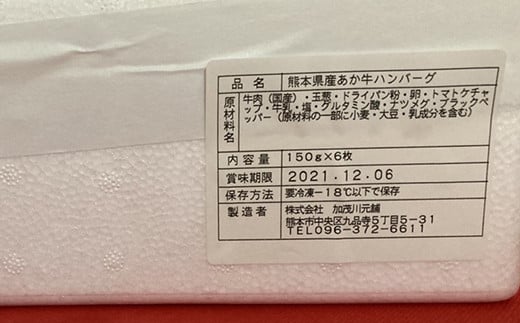 品名 熊本県産あか牛ハンバーグ
原材料名 牛肉(国産)・玉葱・ドライパン粉・卵・トマトケチャ
ップ・牛乳・塩・グルタミン酸・ナツメグ・ブラックペ
ッパー(原材料の一部に小麦・大豆・乳成分を含む)
内容量 150g×6枚
賞味期限 2021.12.06
保存方法 要冷凍-18℃以下で保存
製造者 株式会社 加茂川元舗
熊本市中央区九品寺5丁目5-31
TEL096-372-6611